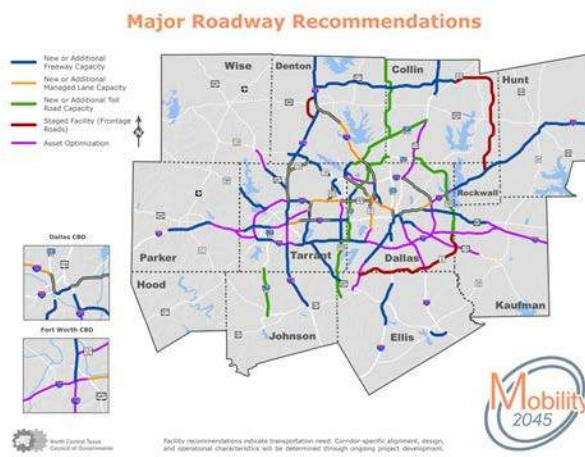 Major Roadway Recommendations
New or Additional
Freeway Capacity
New or Additional
Managed Lane Capacity
New or Additional Toll
Road Capacity
Staged Facility (Frontage
Roads)
Asset Optimization
N
Wise
Denton
Collin
Hunt
Rockwall
Parker
Tarrant
Dallas
Kaufman
Hood
Johnson
Ellis
Dallas CBD
Fort Worth CBD
Mobility
2045
North Central Texas
Council of Governments
Facility recommendations indicate transportation need. Corridor-specific alignment, design,
and operational characteristics will be determined through ongoing project development.